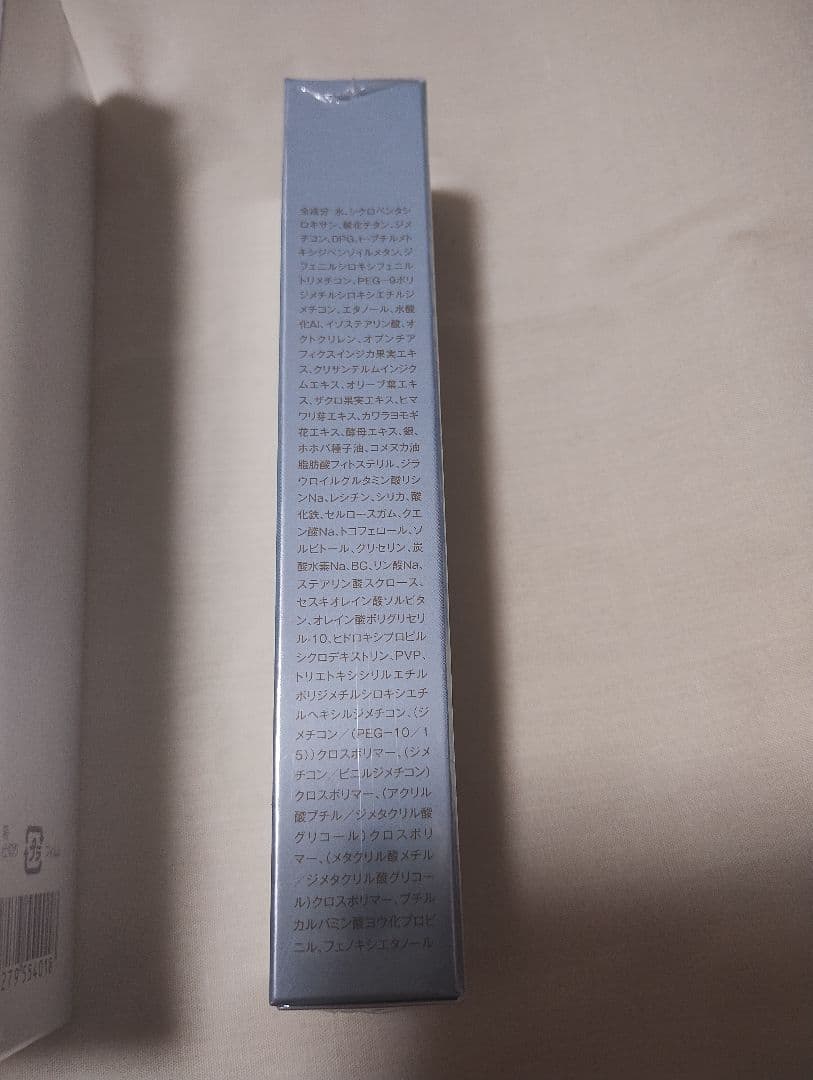 全成分 水、シクロペンタシ
ロキサン、酸化チタン、ジメ
チコン、DPG、t-ブチルメト
キシジベンゾイルメタン、ジ
フェニルシロキシフェニル
トリメチコン、PEG-9ポリ
ジメチルシロキシエチルジ
メチコン、エタノール、水酸
化Al、イソステアリン酸、オ
クトクリレン、オプンチア
フィクスインジカ果実エキ
ス、クリサンテルムインジク
ムエキス、オリーブ葉エキ
ス、ザクロ果実エキス、ヒマ
ワリ芽エキス、カワラヨモギ
花エキス、酵母エキス、銀、
ホホバ種子油、コメヌカ油
脂肪酸フィトステリル、ジラ
ウロイルグルタミン酸リシ
ンNa、レシチン、シリカ、酸
化鉄、セルロースガム、クエ
ン酸Na、トコフェロール、ソ
ルビトール、グリセリン、炭
酸水素Na、BG、リン酸Na、
ステアリン酸スクロース、
セスキオレイン酸ソルビタ
ン、オレイン酸ポリグリセリ
ル-10、ヒドロキシプロピル
シクロデキストリン、PVP、
トリエトキシシリルエチル
ポリジメチルシロキシエチ
ルヘキシルジメチコン、(ジ
メチコン/(PEG-10/1
5))クロスポリマー、(ジメ
チコン/ビニルジメチコン)
クロスポリマー、(アクリル
酸ブチル/ジメタクリル酸
グリコール)クロスポリ
マー、(メタクリル酸メチル
/ジメタクリル酸グリコー
ル)クロスポリマー、ブチル
カルバミン酸ヨウ化プロピ
ニル、フェノキシエタノール
プラ
279554018